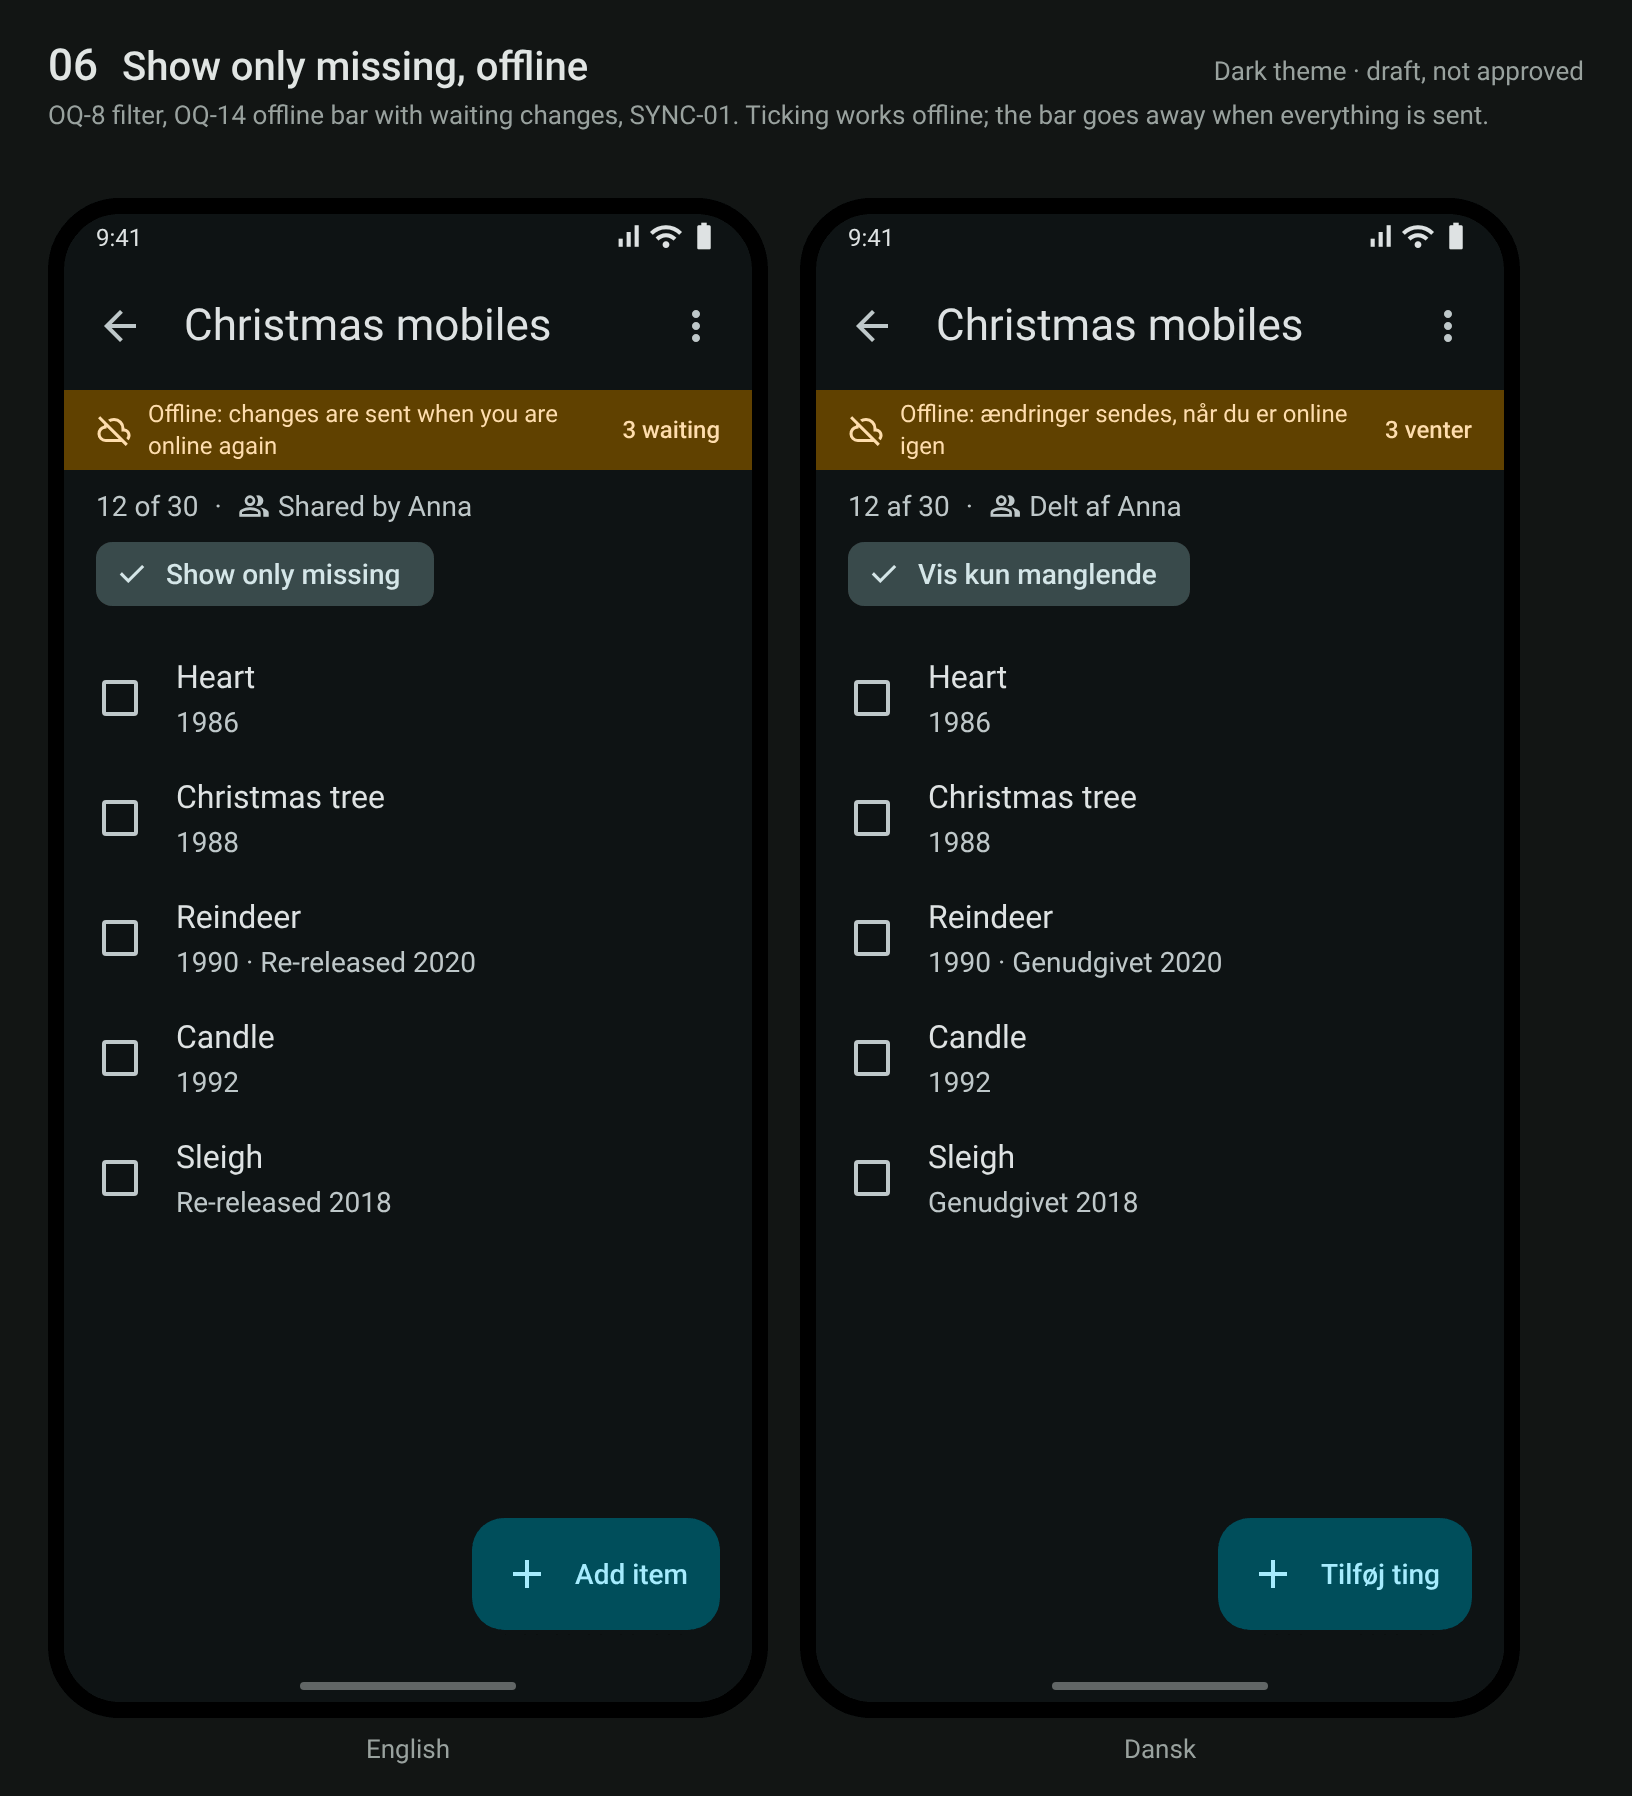 06 Show only missing, offline
Dark theme · draft, not approved
OQ-8 filter, OQ-14 offline bar with waiting changes, SYNC-01. Ticking works offline; the bar goes away when everything is sent.
9:41
Christmas mobiles
Offline: changes are sent when you are
online again
3 waiting
12 of 30 · Shared by Anna
Show only missing
Heart
1986
Christmas tree
1988
Reindeer
1990 · Re-released 2020
Candle
1992
Sleigh
Re-released 2018
Add item
English
9:41
Christmas mobiles
Offline: ændringer sendes, når du er online
igen
3 venter
12 af 30 · Delt af Anna
Vis kun manglende
Heart
1986
Christmas tree
1988
Reindeer
1990 · Genudgivet 2020
Candle
1992
Sleigh
Genudgivet 2018
Tilføj ting
Dansk